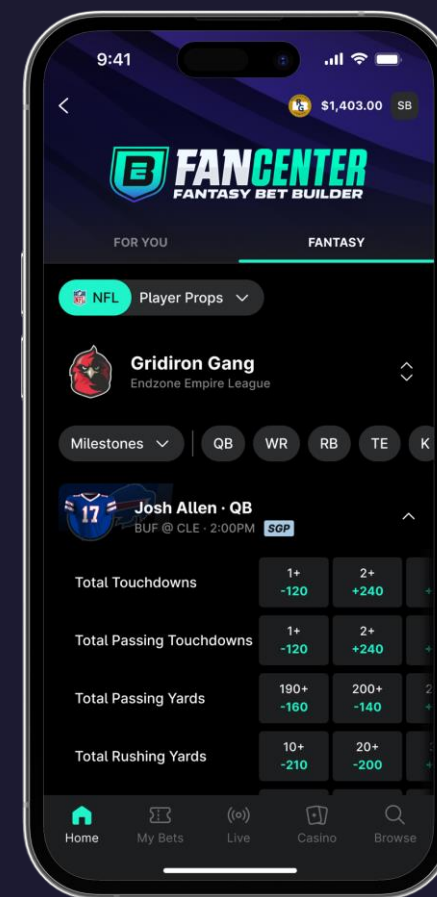 9:41
$1,403.00 SB
FANCENTER
FANTASY BET BUILDER
FOR YOU FANTASY
NFL Player Props
Gridiron Gang
Endzone Empire League
Milestones QB WR RB TE K
17 Josh Allen · QB
BUF @ CLE · 2:00PM SGP
Total Touchdowns 1+ 2+
-120 +240 +
Total Passing Touchdowns 1+ 2+
-120 +240 +
Total Passing Yards 190+ 200+ 2
-160 -140 +
Total Rushing Yards 10+ 20+
-210 -200
Home My Bets Live Casino Browse